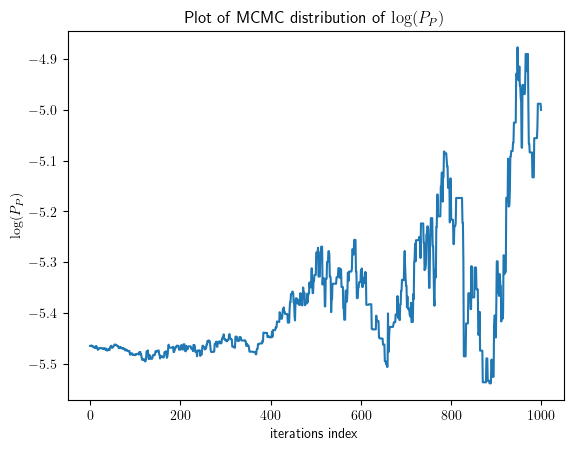 Plot of MCMC distribution of log(P_P)
−4.9
−5.0
−5.1
−5.2
−5.3
−5.4
−5.5
log(P_P)
0 200 400 600 800 1000
iterations index